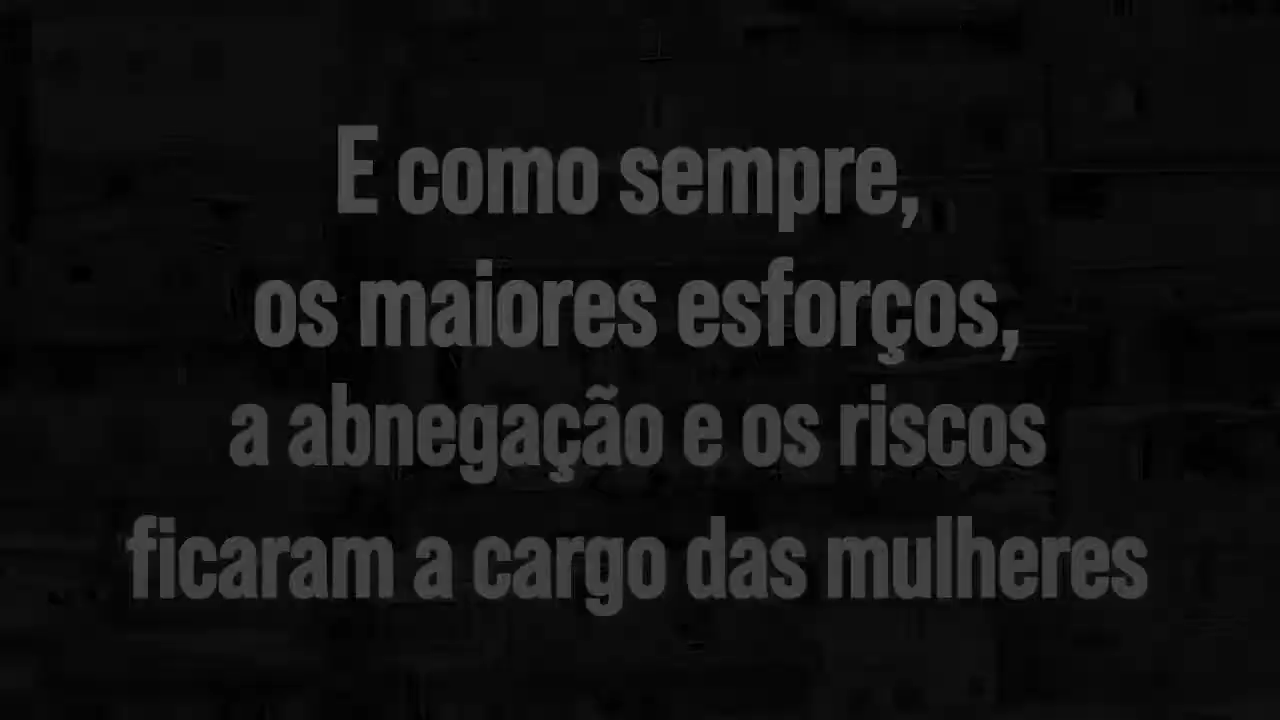 E como sempre,
os maiores esforços,
a abnegação e os riscos
ficaram a cargo das mulheres